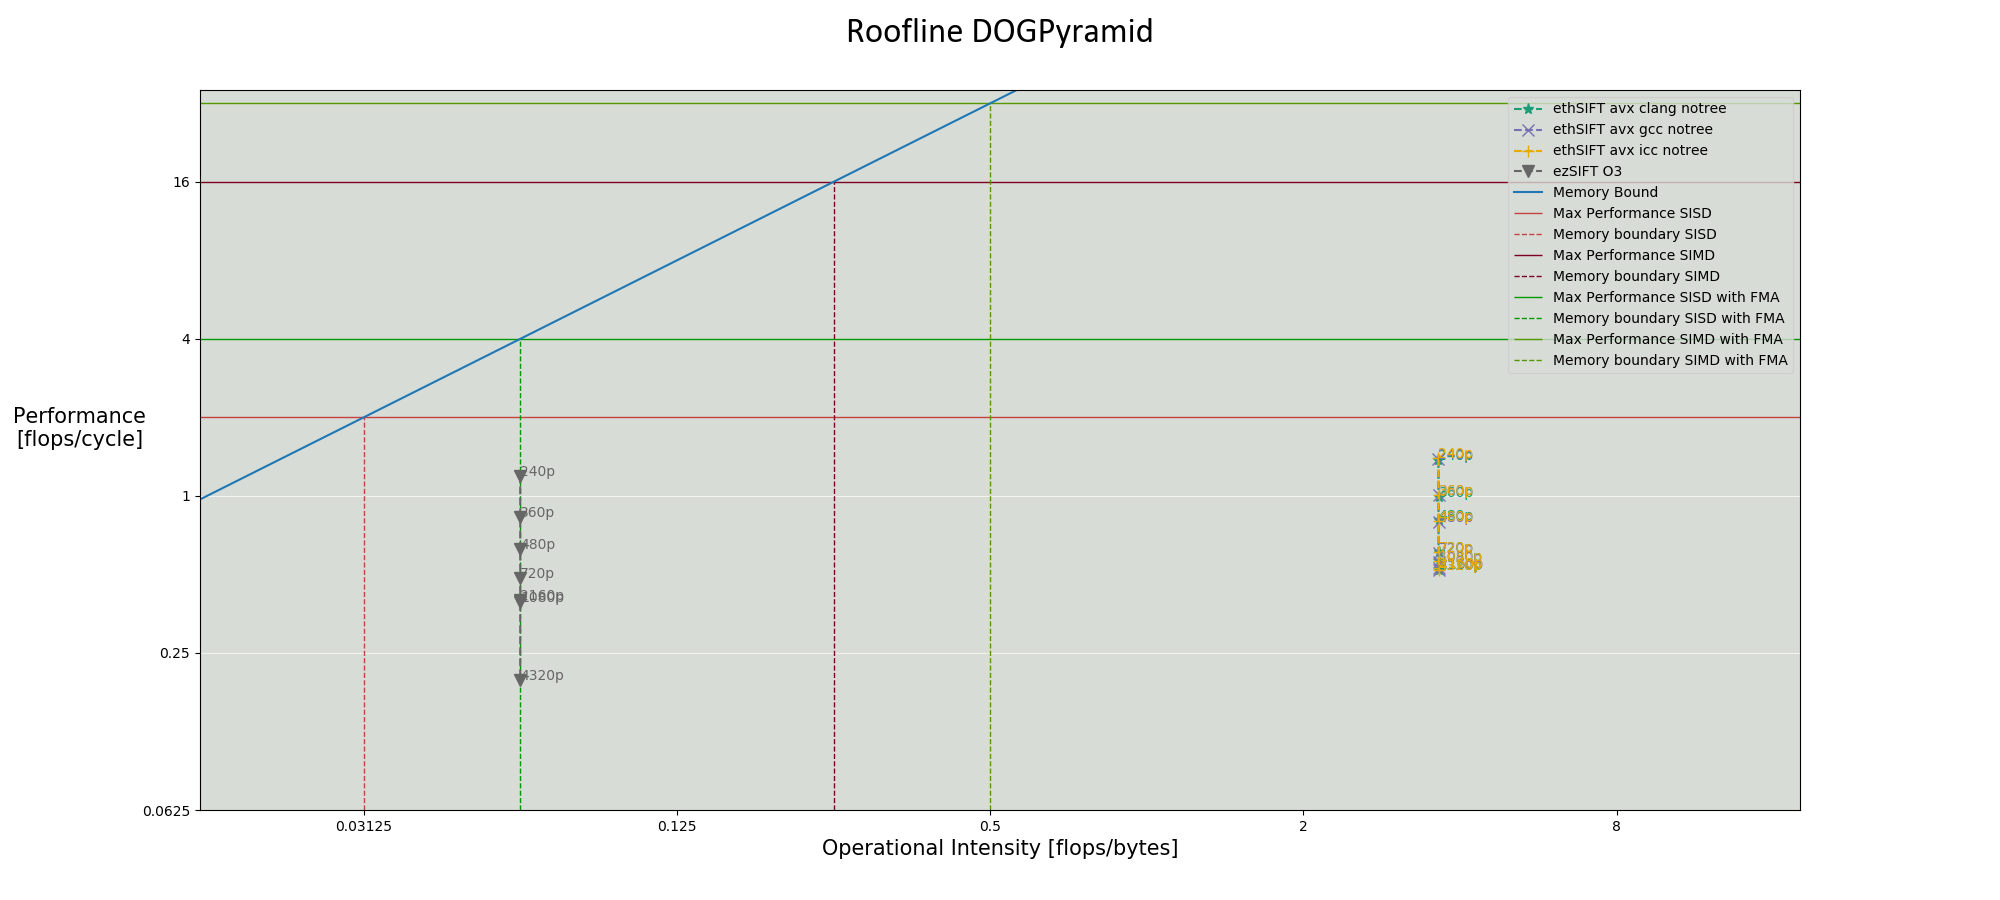 Roofline DOGPyramid
ethSIFT avx clang notree
ethSIFT avx gcc notree
ethSIFT avx icc notree
ezSIFT O3
Memory Bound
Max Performance SISD
Memory boundary SISD
Max Performance SIMD
Memory boundary SIMD
Max Performance SISD with FMA
Memory boundary SISD with FMA
Max Performance SIMD with FMA
Memory boundary SIMD with FMA
16
4
1
0.25
0.0625
Performance
[flops/cycle]
240p
360p
480p
720p
2160p
1080p
4320p
240p
360p
480p
720p
1080p
0.03125
0.125
0.5
2
8
Operational Intensity [flops/bytes]